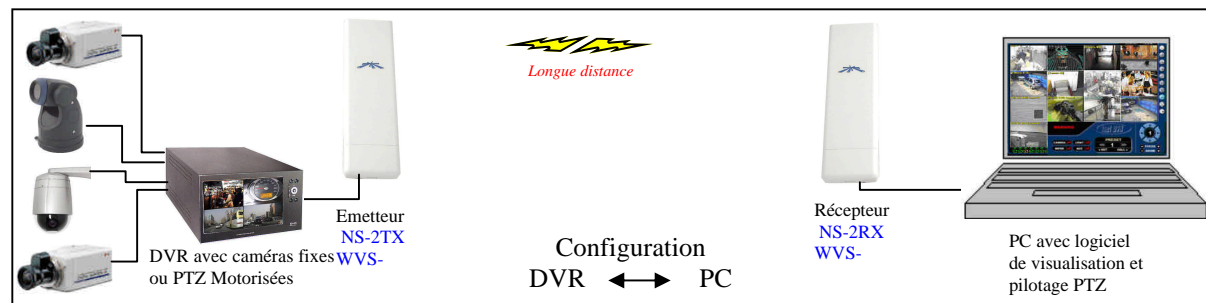 Longue distance
Emetteur
NS-2TX
WVS-
DVR avec caméras fixes
ou PTZ Motorisées
Configuration
DVR PC
Récepteur
NS-2RX
WVS-
PC avec logiciel
de visualisation et
pilotage PTZ